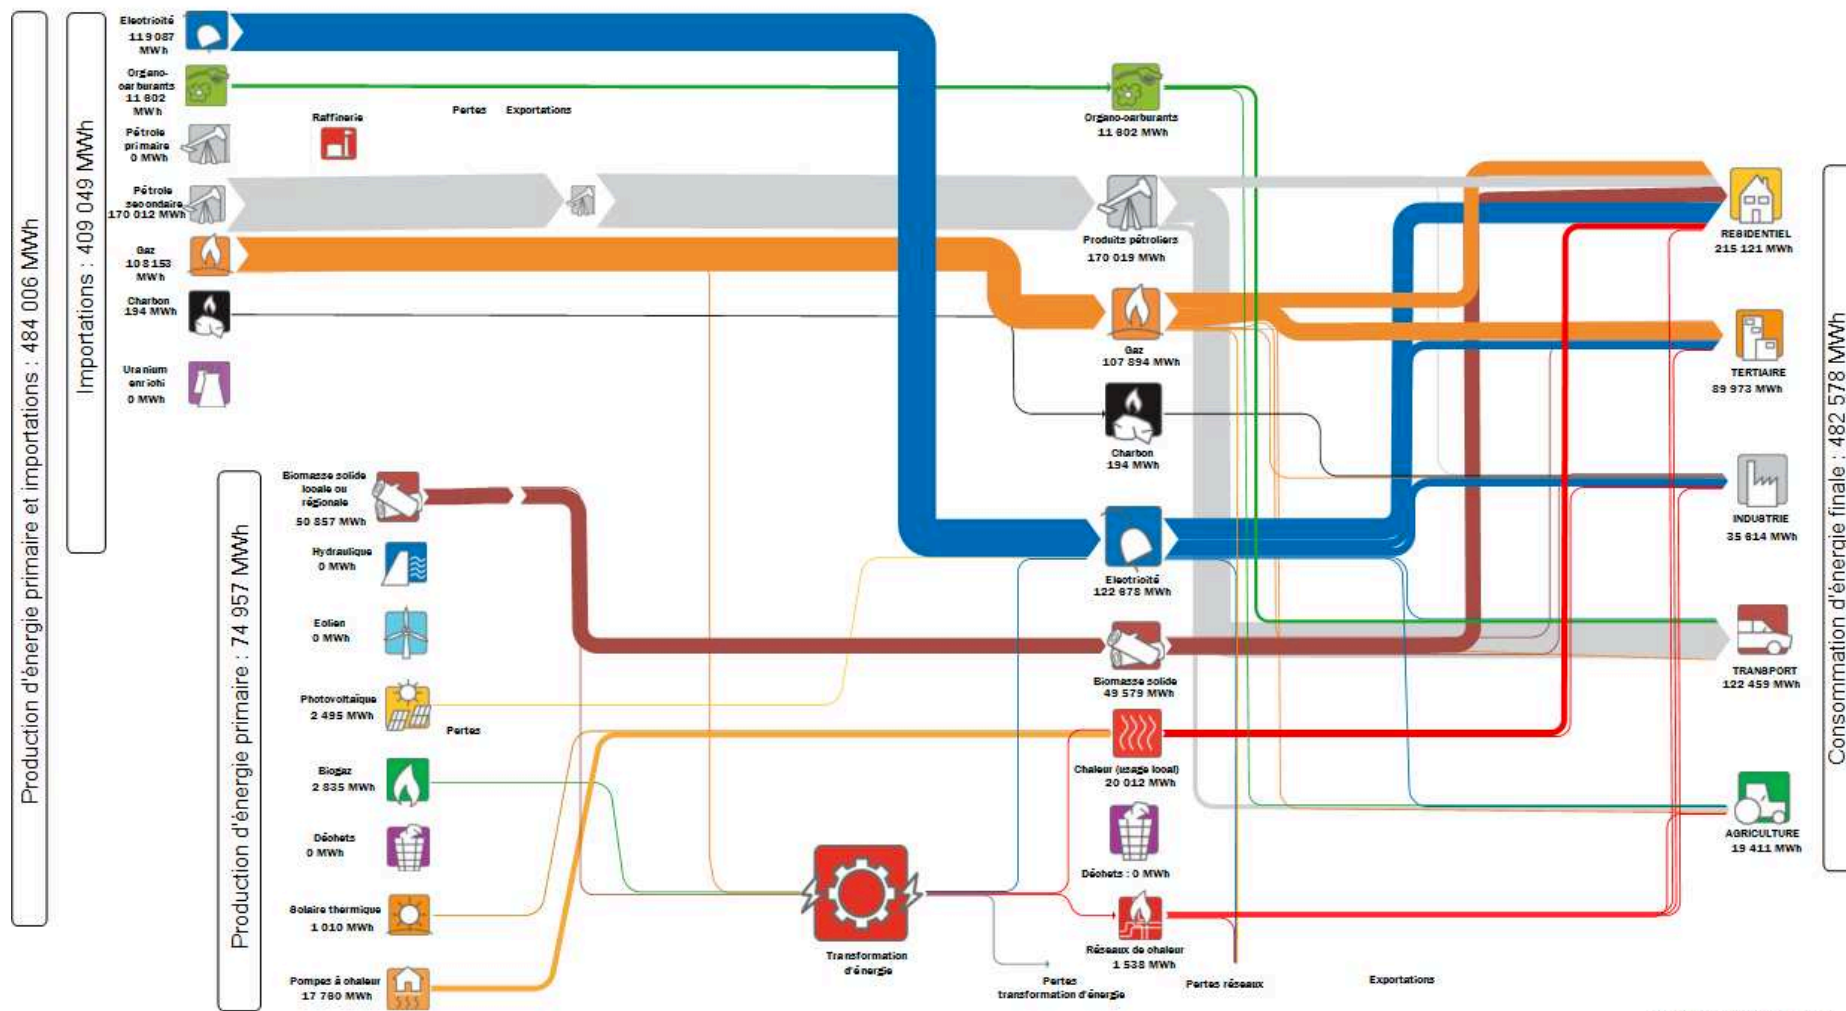 Production d'énergie primaire et importations : 484 006 MWh
Importations : 409 049 MWh
Electricité
119 087
MWh
Organo-
carburants
11 602
MWh
Pétrole
primaire
0 MWh
Pétrole
secondaire
170 012 MWh
Gaz
108 153
MWh
Charbon
194 MWh
Uranium
enrichi
0 MWh
Raffinerie
Pertes
Exportations
Production d'énergie primaire : 74 957 MWh
Biomasse solide
locale ou
régionale
50 857 MWh
Hydraulique
0 MWh
Eolien
0 MWh
Photovoltaïque
2 495 MWh
Pertes
Biogaz
2 835 MWh
Déchets
0 MWh
Solaire thermique
1 010 MWh
Pompes à chaleur
17 760 MWh
Transformation
d'énergie
Organo-carburants
11 602 MWh
Produits pétroliers
170 019 MWh
Gaz
107 894 MWh
Charbon
194 MWh
Electricité
122 678 MWh
Biomasse solide
49 579 MWh
Chaleur (usage local)
20 012 MWh
Déchets : 0 MWh
Réseaux de chaleur
1 538 MWh
Pertes
transformation d'énergie
Pertes réseaux
Exportations
RESIDENTIEL
215 121 MWh
TERTIAIRE
89 973 MWh
INDUSTRIE
35 614 MWh
TRANSPORT
122 459 MWh
AGRICULTURE
19 411 MWh
Consommation d'énergie finale : 482 578 MWh